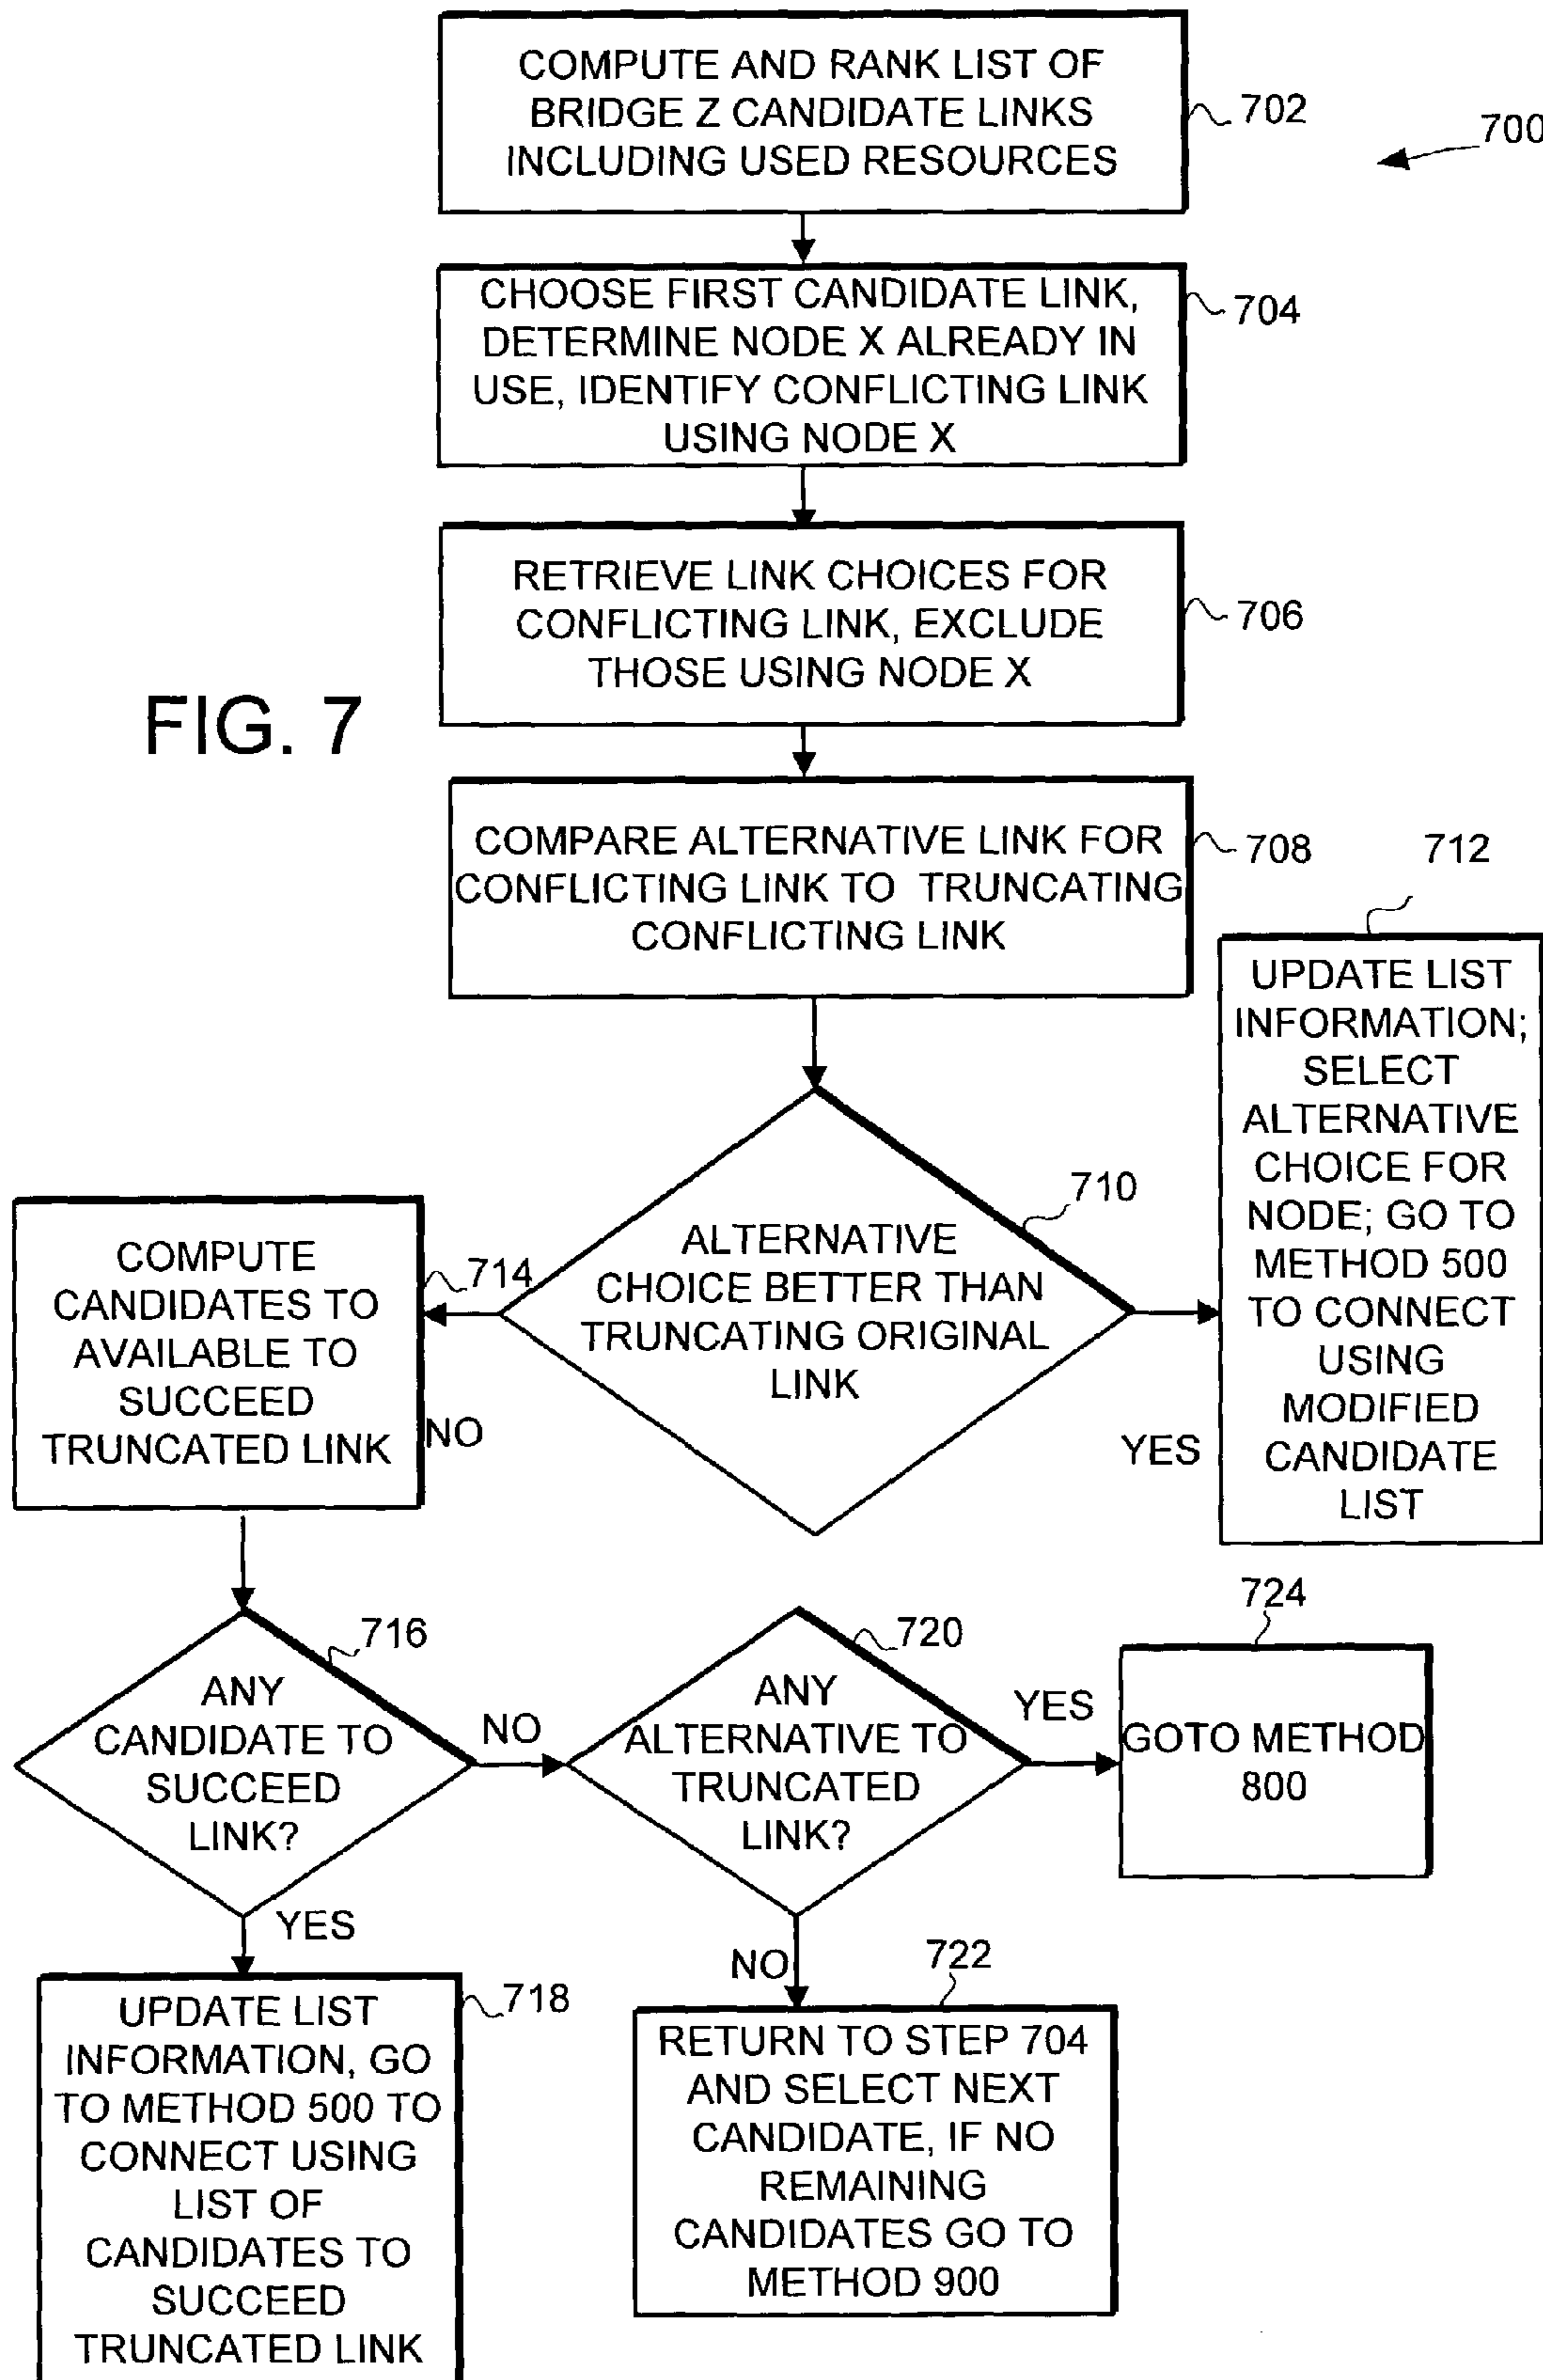 COMPUTE AND RANK LIST OF
BRIDGE Z CANDIDATE LINKS
INCLUDING USED RESOURCES
702
700
CHOOSE FIRST CANDIDATE LINK,
DETERMINE NODE X ALREADY IN
USE, IDENTIFY CONFLICTING LINK
USING NODE X
704
RETRIEVE LINK CHOICES FOR
CONFLICTING LINK, EXCLUDE
THOSE USING NODE X
706
FIG. 7
COMPARE ALTERNATIVE LINK FOR
CONFLICTING LINK TO TRUNCATING
CONFLICTING LINK
708
712
UPDATE LIST
INFORMATION;
SELECT
ALTERNATIVE
CHOICE FOR
NODE; GO TO
METHOD 500
TO CONNECT
USING
MODIFIED
CANDIDATE
LIST
710
ALTERNATIVE
CHOICE BETTER THAN
TRUNCATING ORIGINAL
LINK
YES
NO
714
COMPUTE
CANDIDATES TO
AVAILABLE TO
SUCCEED
TRUNCATED LINK
716
ANY
CANDIDATE TO
SUCCEED
LINK?
NO
YES
720
ANY
ALTERNATIVE TO
TRUNCATED
LINK?
YES
NO
724
GOTO METHOD
800
718
UPDATE LIST
INFORMATION, GO
TO METHOD 500 TO
CONNECT USING
LIST OF
CANDIDATES TO
SUCCEED
TRUNCATED LINK
722
RETURN TO STEP 704
AND SELECT NEXT
CANDIDATE, IF NO
REMAINING
CANDIDATES GO TO
METHOD 900